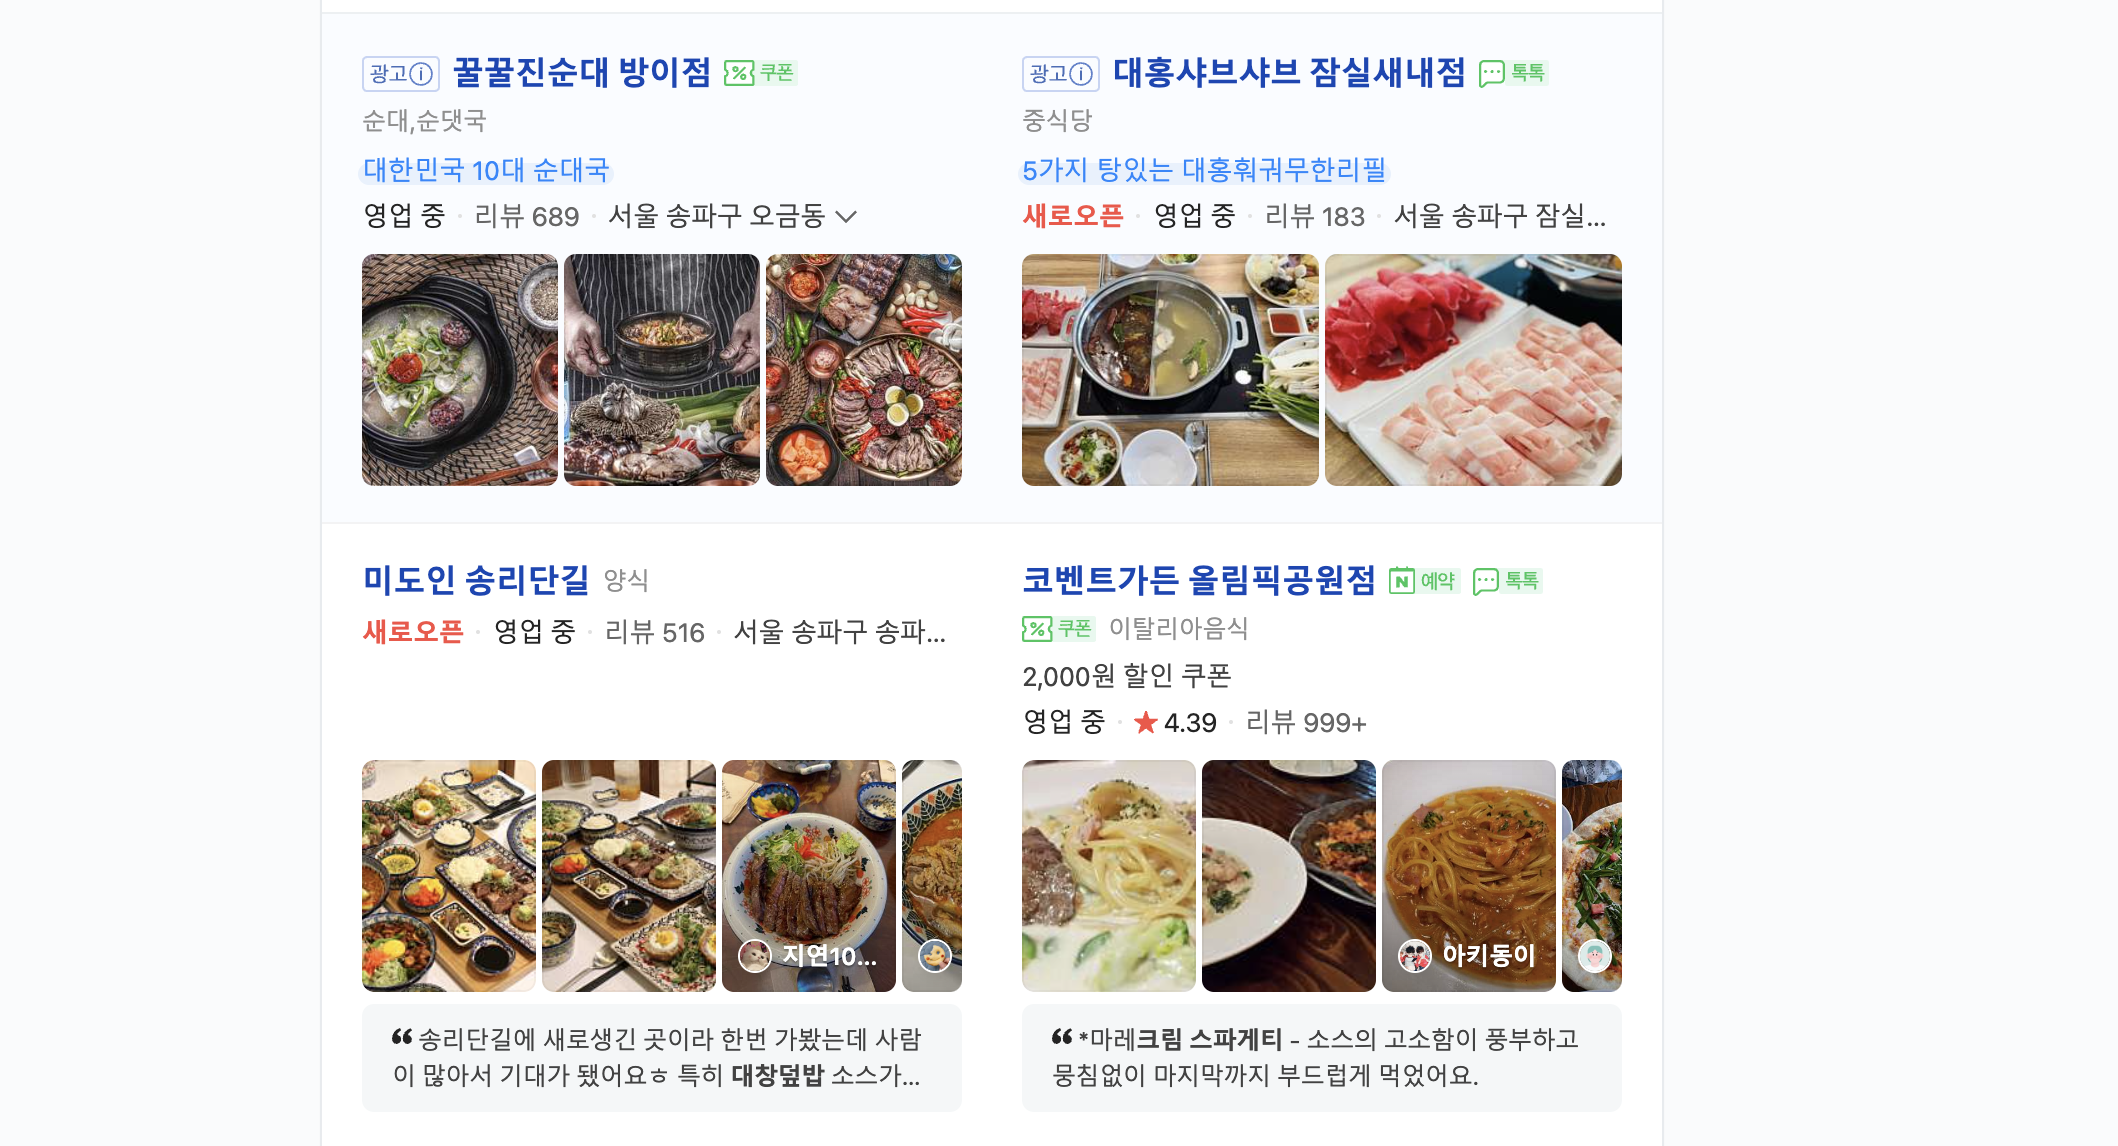 광고 꿀꿀진순대 방이점 쿠폰
순대,순댓국
대한민국 10대 순대국
영업 중 · 리뷰 689 · 서울 송파구 오금동
광고 대홍샤브샤브 잠실새내점 톡톡
중식당
5가지 탕있는 대홍훠궈무한리필
새로오픈 · 영업 중 · 리뷰 183 · 서울 송파구 잠실...
미도인 송리단길 양식
새로오픈 · 영업 중 · 리뷰 516 · 서울 송파구 송파...
지연10...
❝ 송리단길에 새로생긴 곳이라 한번 가봤는데 사람
이 많아서 기대가 됐어요ㅎ 특히 대창덮밥 소스가...
코벤트가든 올림픽공원점 N 예약 톡톡
쿠폰 이탈리아음식
2,000원 할인 쿠폰
영업 중 · ★ 4.39 · 리뷰 999+
아키동이
❝ *마레크림 스파게티 - 소스의 고소함이 풍부하고
뭉침없이 마지막까지 부드럽게 먹었어요.